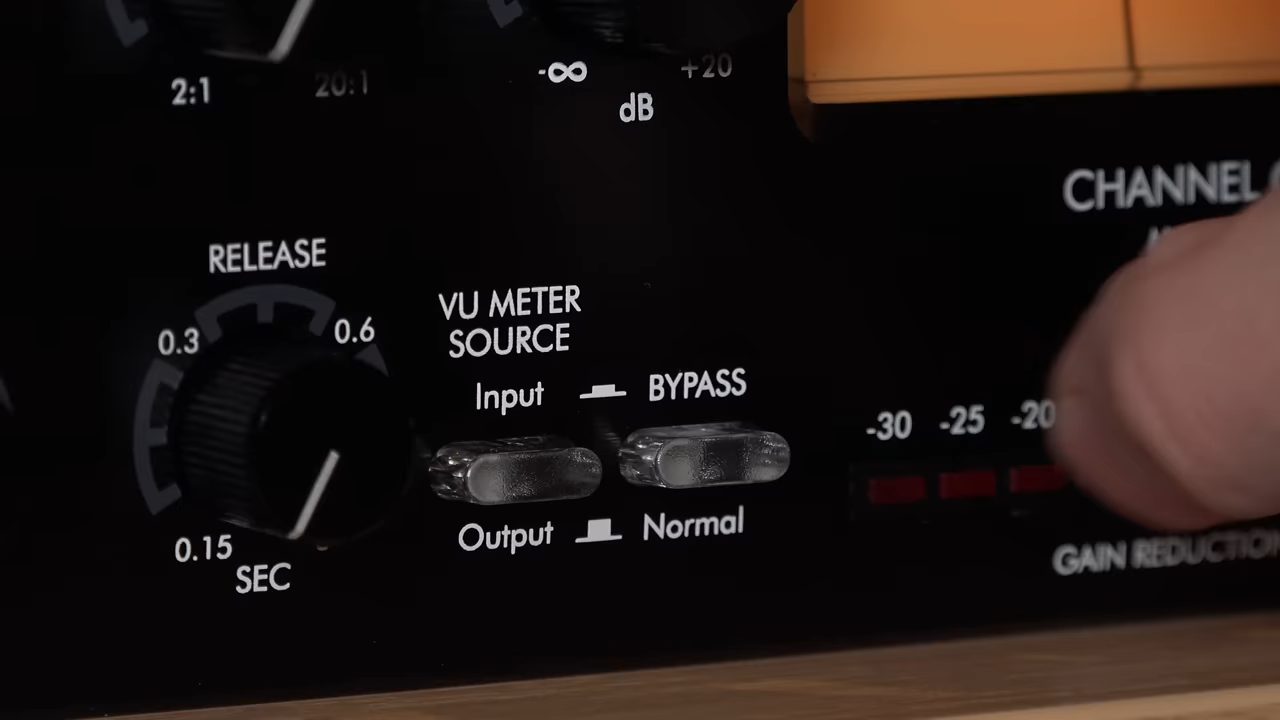 2:1
20:1
-∞
+20
dB
CHANNEL
RELEASE
0.3
0.6
0.15
SEC
VU METER
SOURCE
Input
BYPASS
Output
Normal
-30
-25
-20
GAIN REDUCTION